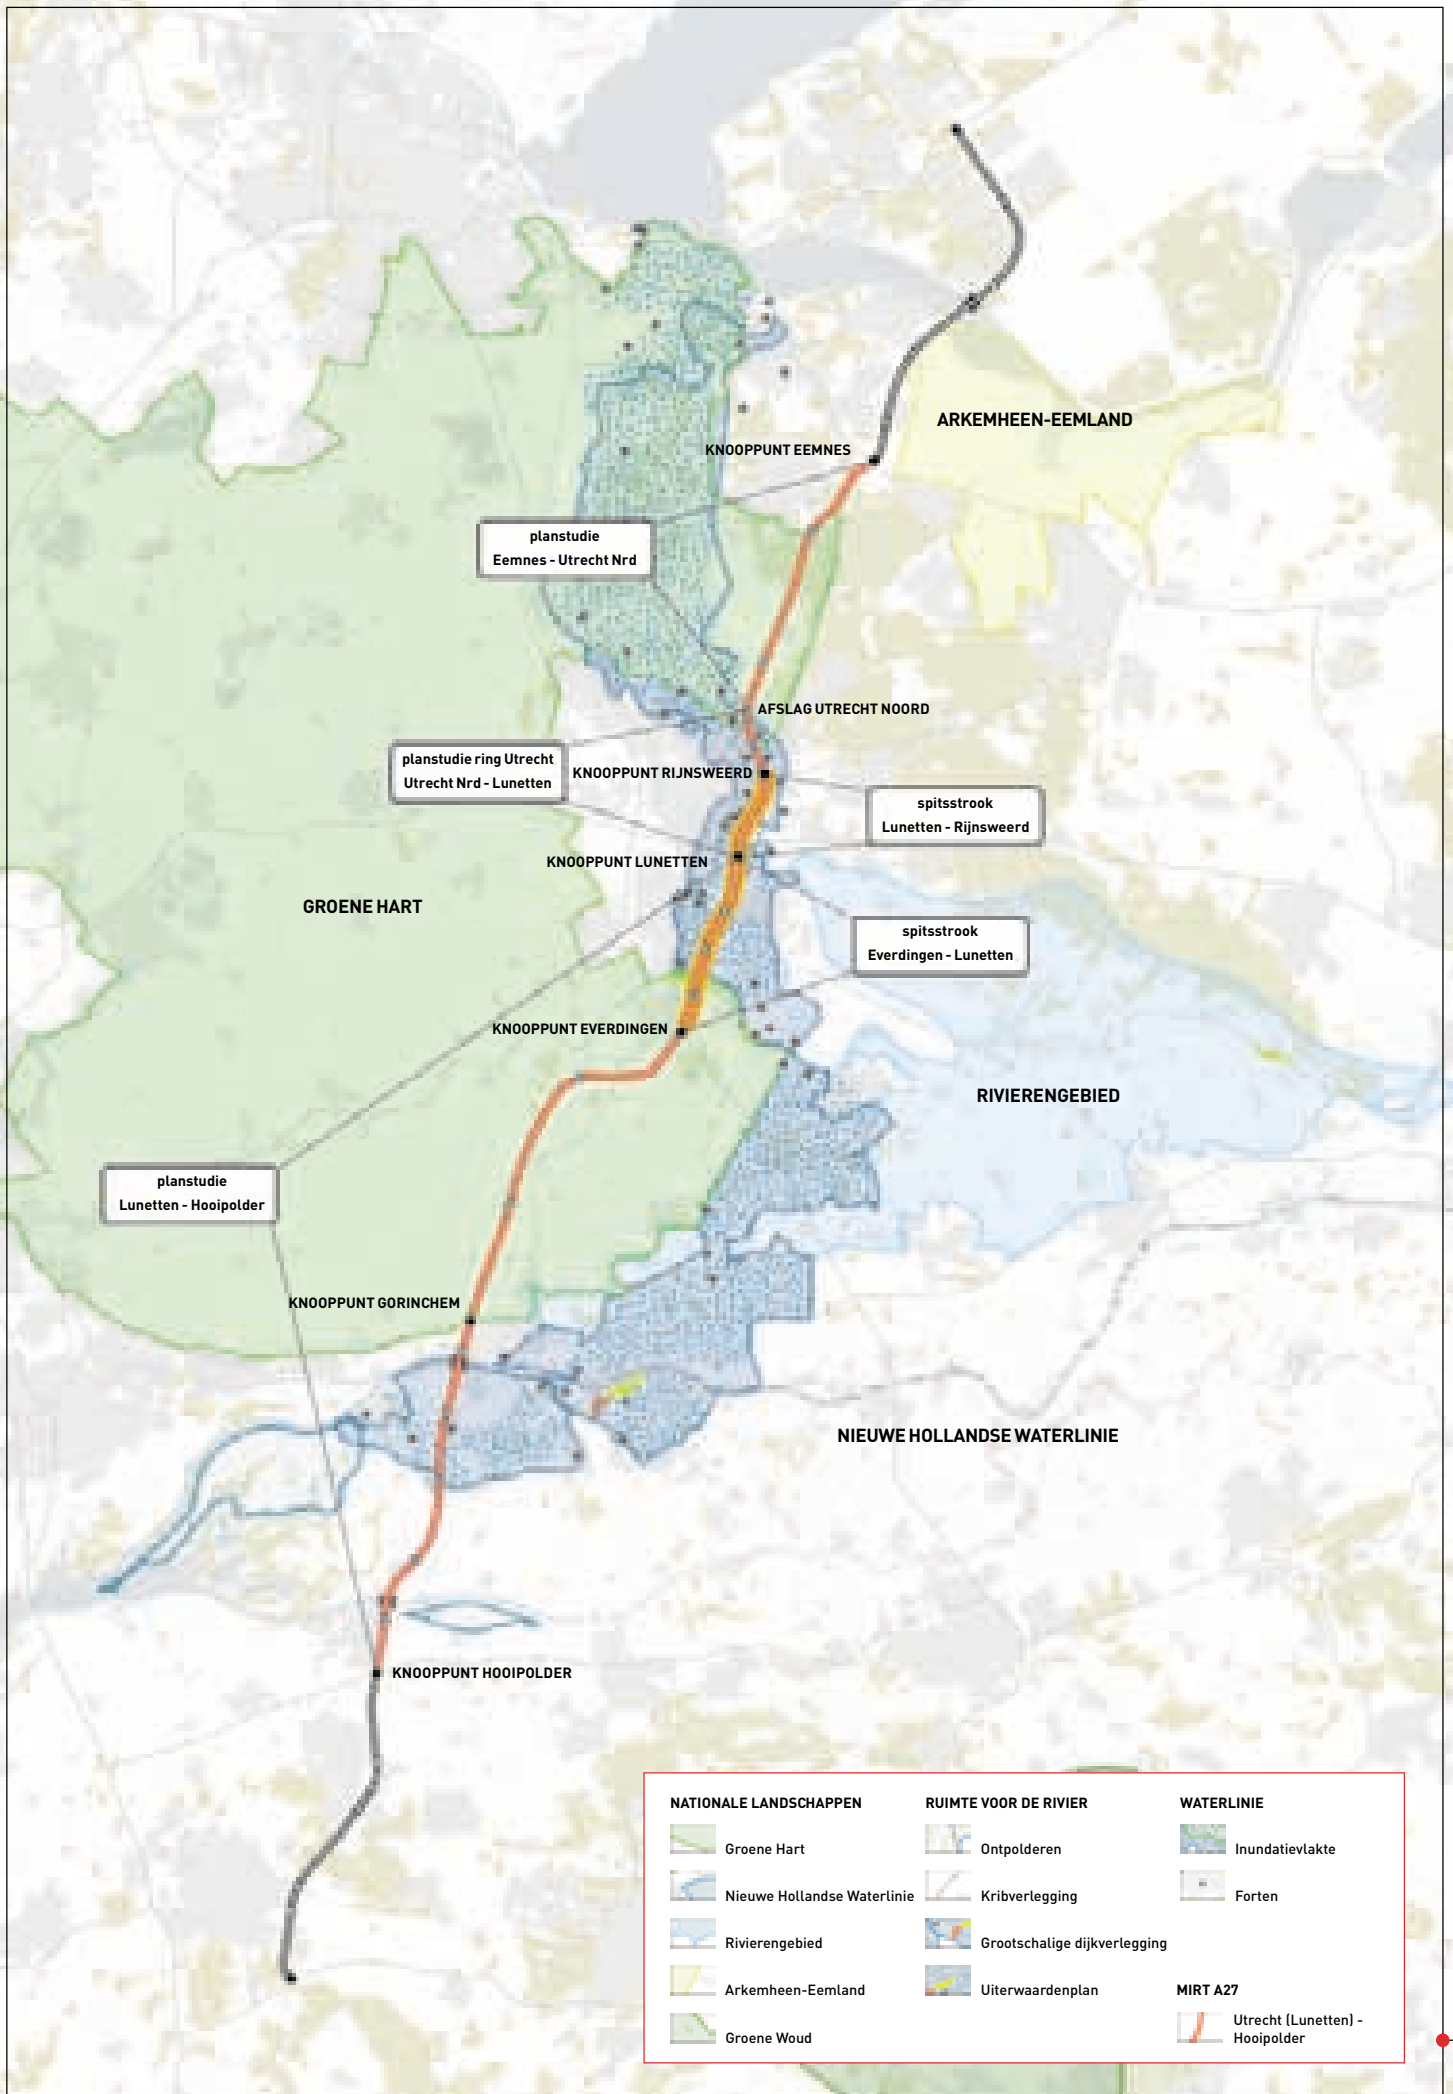 ARKEMHEEN-EEMLAND
KNOOPPUNT EEMNES
planstudie
Eemnes - Utrecht Nrd
AFSLAG UTRECHT NOORD
planstudie ring Utrecht
Utrecht Nrd - Lunetten
KNOOPPUNT RIJNSWEERD
spitsstrook
Lunetten - Rijnsweerd
KNOOPPUNT LUNETTEN
GROENE HART
spitsstrook
Everdingen - Lunetten
KNOOPPUNT EVERDINGEN
RIVIERENGEBIED
planstudie
Lunetten - Hooipolder
KNOOPPUNT GORINCHEM
NIEUWE HOLLANDSE WATERLINIE
KNOOPPUNT HOOIPOLDER
NATIONALE LANDSCHAPPEN
Groene Hart
Nieuwe Hollandse Waterlinie
Rivierengebied
Arkemheen-Eemland
Groene Woud
RUIMTE VOOR DE RIVIER
Ontpolderen
Kribverlegging
Grootschalige dijkverlegging
Uiterwaardenplan
WATERLINIE
Inundatievlakte
Forten
MIRT A27
Utrecht (Lunetten) -
Hooipolder